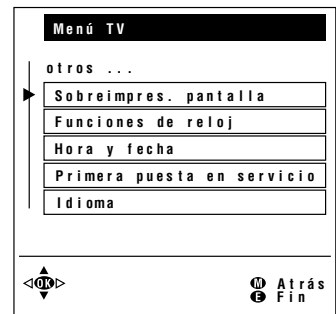 Menú TV
otros ...
Sobreimpres. pantalla
Funciones de reloj
Hora y fecha
Primera puesta en servicio
Idioma
OK
M Atrás
E Fin